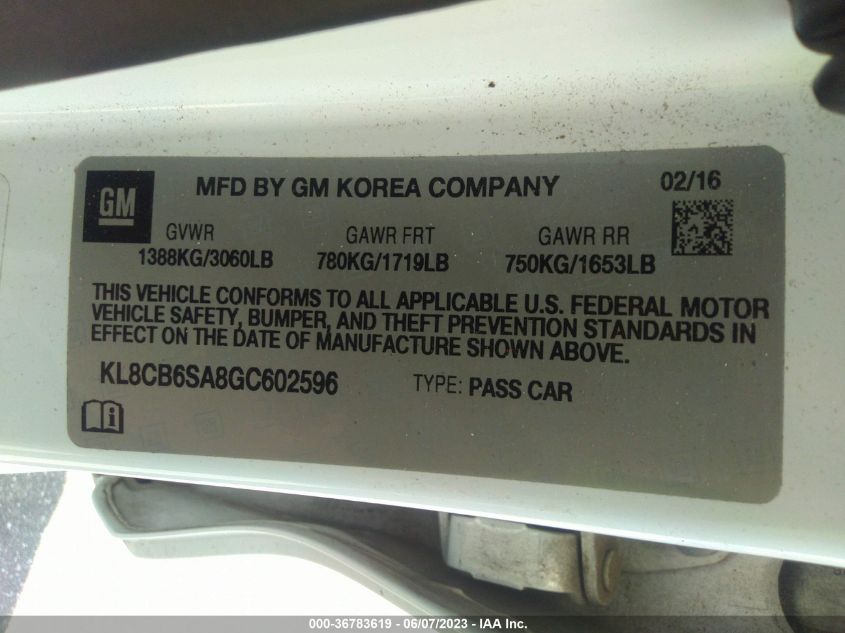 GM
MFD BY GM KOREA COMPANY
02/16
GVWR
GAWR FRT
GAWR RR
1388KG/3060LB
780KG/1719LB
750KG/1653LB
THIS VEHICLE CONFORMS TO ALL APPLICABLE U.S. FEDERAL MOTOR
VEHICLE SAFETY, BUMPER, AND THEFT PREVENTION STANDARDS IN
EFFECT ON THE DATE OF MANUFACTURE SHOWN ABOVE.
KL8CB6SA8GC602596
TYPE: PASS CAR
i
000-36783619 - 06/07/2023 - IAA Inc.